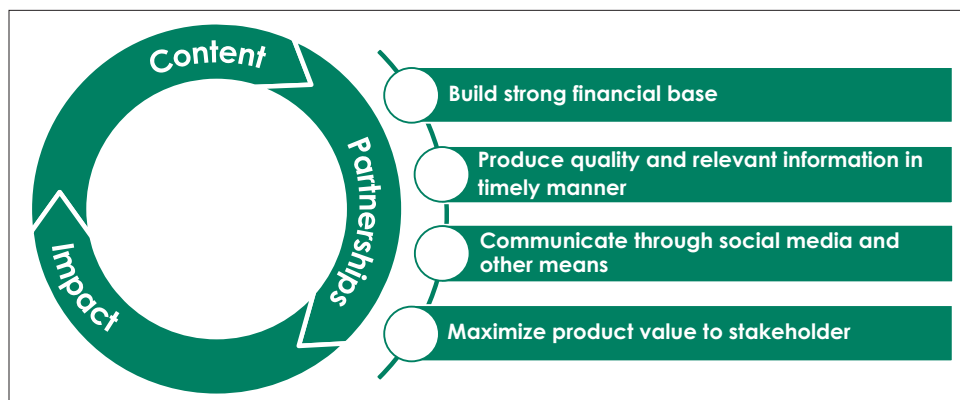 Content
Partnerships
Impact
Build strong financial base
Produce quality and relevant information in
timely manner
Communicate through social media and
other means
Maximize product value to stakeholder